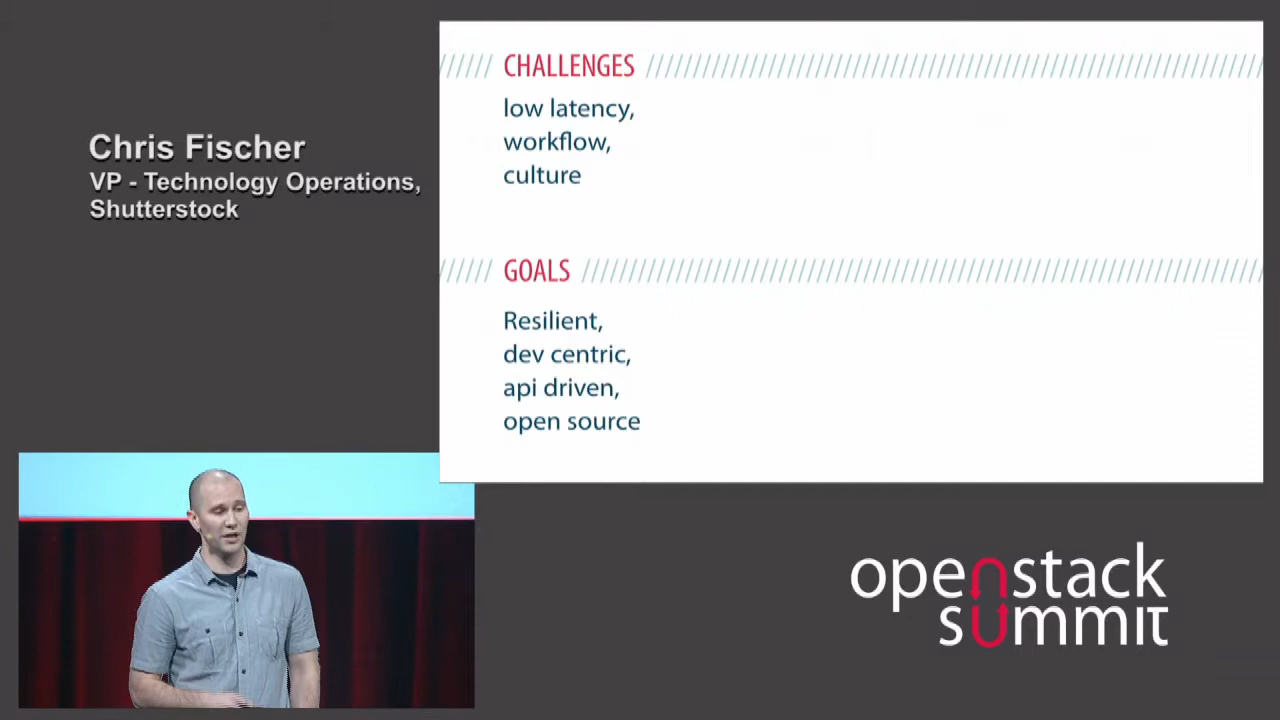 Chris Fischer
VP - Technology Operations,
Shutterstock
CHALLENGES
low latency,
workflow,
culture
GOALS
Resilient,
dev centric,
api driven,
open source
openstack
summit